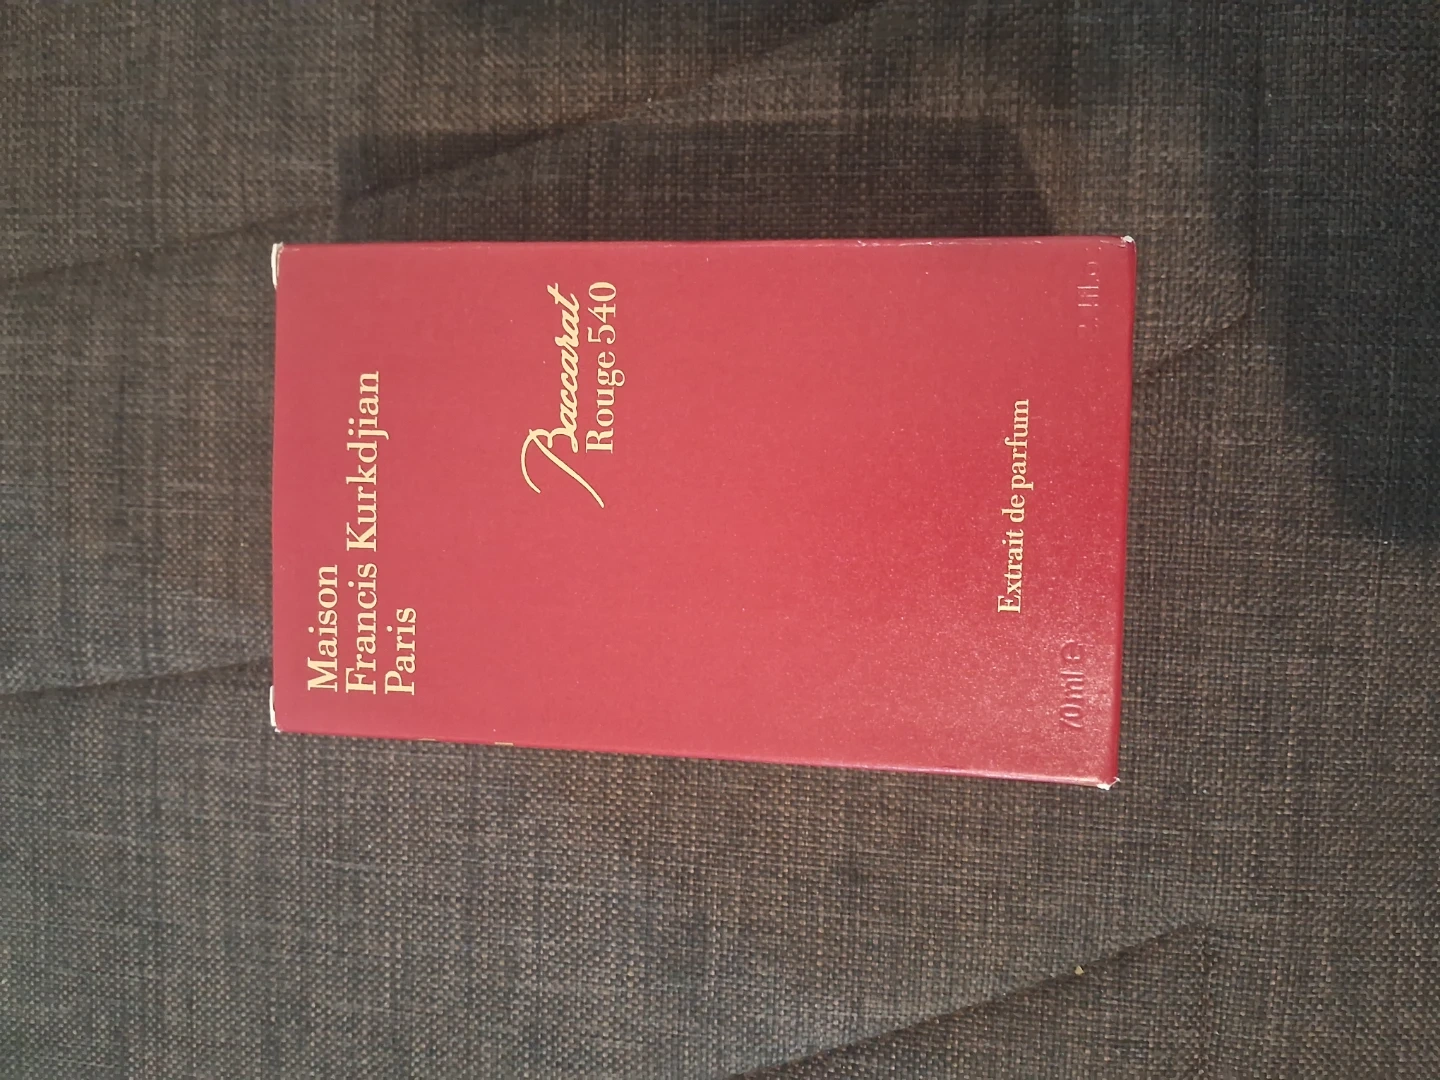 Maison
Francis Kurkdjian
Paris
Baccarat
Rouge 540
Extrait de parfum
70ml e